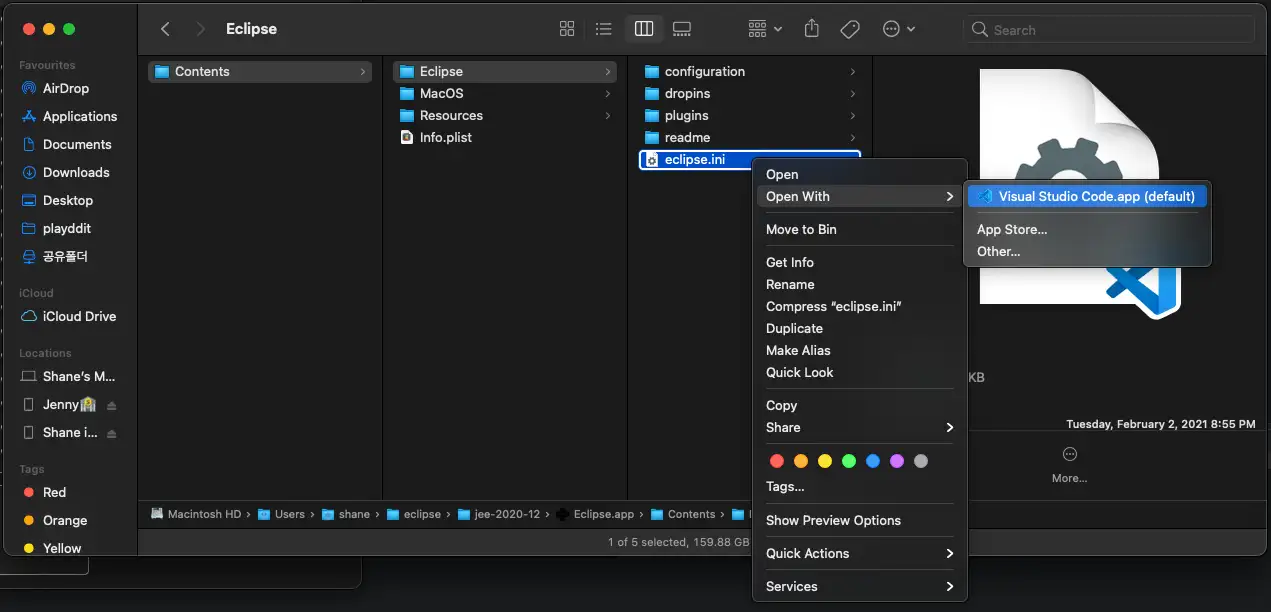 Eclipse
Search
Favourites
AirDrop
Applications
Documents
Downloads
Desktop
playddit
공유폴더
iCloud
iCloud Drive
Locations
Shane's M...
Jenny
Shane i...
Tags
Red
Orange
Yellow
Contents
Eclipse
MacOS
Resources
Info.plist
configuration
dropins
plugins
readme
eclipse.ini
Open
Open With
Move to Bin
Get Info
Rename
Compress "eclipse.ini"
Duplicate
Make Alias
Quick Look
Copy
Share
Tags...
Show Preview Options
Quick Actions
Services
Visual Studio Code.app (default)
App Store...
Other...
KB
Tuesday, February 2, 2021 8:55 PM
More...
Macintosh HD › Users › shane › eclipse › jee-2020-12 › Eclipse.app › Contents ›
1 of 5 selected, 159.88 GB